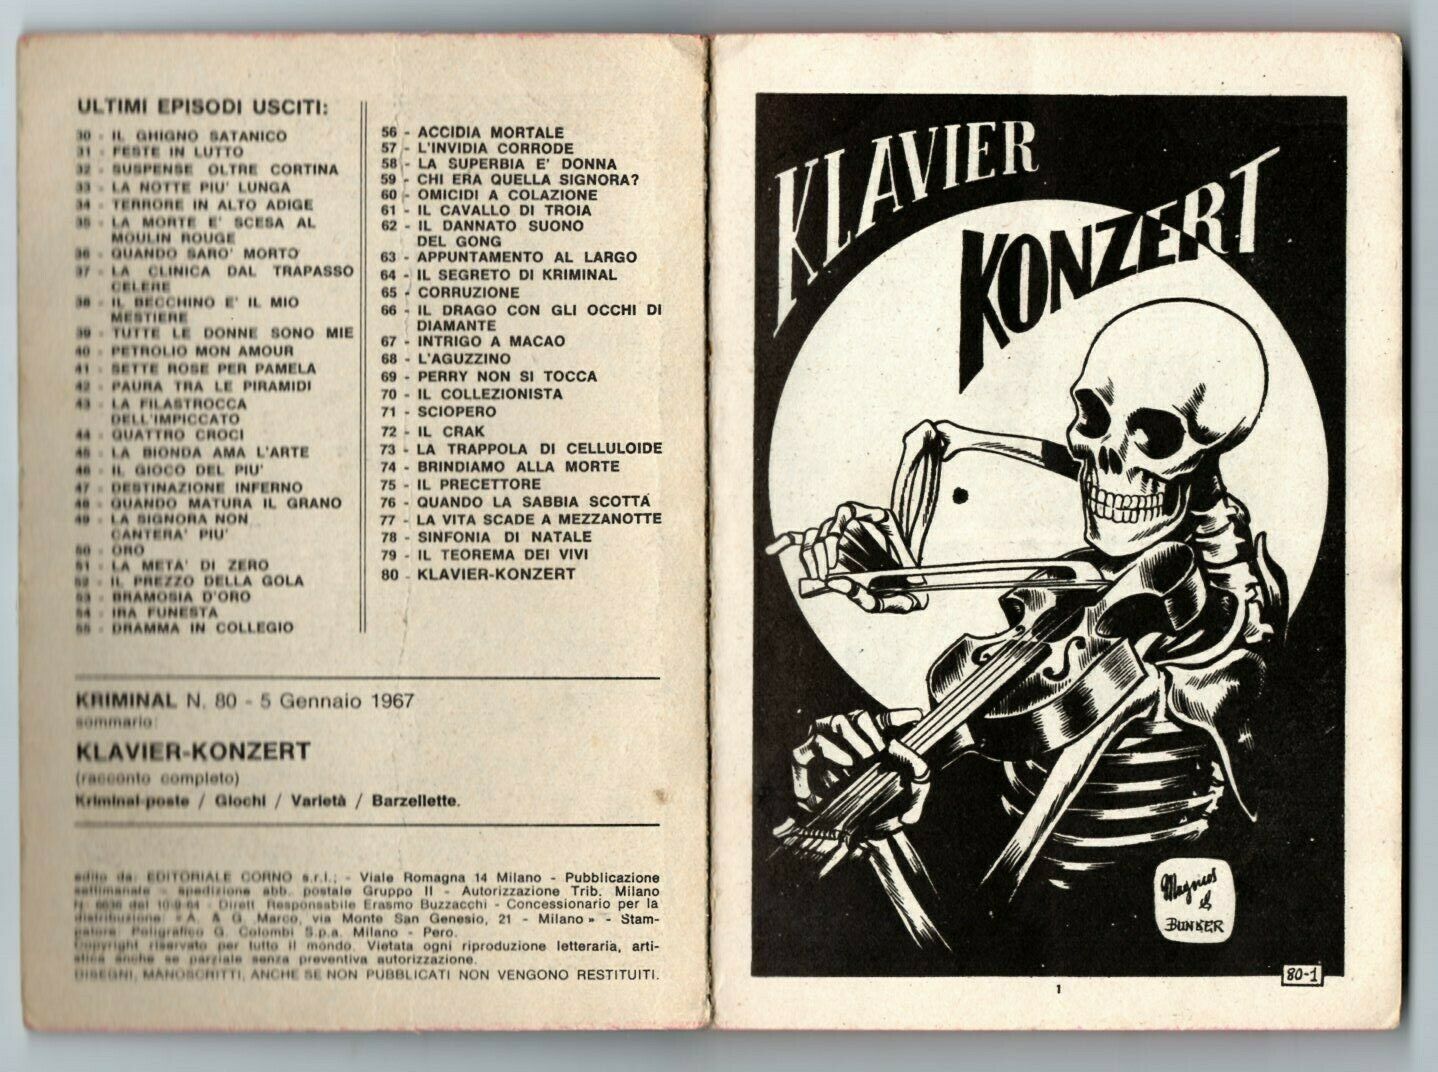 ULTIMI EPISODI USCITI:
30 - IL GHIGNO SATANICO
31 - FESTE IN LUTTO
32 - SUSPENSE OLTRE CORTINA
33 - LA NOTTE PIU' LUNGA
34 - TERRORE IN ALTO ADIGE
35 - LA MORTE E' SCESA AL
MOULIN ROUGE
36 - QUANDO SARO' MORTO
37 - LA CLINICA DAL TRAPASSO
CELERE
38 - IL BECCHINO E' IL MIO
MESTIERE
39 - TUTTE LE DONNE SONO MIE
40 - PETROLIO MON AMOUR
41 - SETTE ROSE PER PAMELA
42 - PAURA TRA LE PIRAMIDI
43 - LA FILASTROCCA
DELL'IMPICCATO
44 - QUATTRO CROCI
45 - LA BIONDA AMA L'ARTE
46 - IL GIOCO DEL PIU'
47 - DESTINAZIONE INFERNO
48 - QUANDO MATURA IL GRANO
49 - LA SIGNORA NON
CANTERA' PIU'
50 - ORO
51 - LA META' DI ZERO
52 - IL PREZZO DELLA GOLA
53 - BRAMOSIA D'ORO
54 - IRA FUNESTA
55 - DRAMMA IN COLLEGIO
56 - ACCIDIA MORTALE
57 - L'INVIDIA CORRODE
58 - LA SUPERBIA E' DONNA
59 - CHI ERA QUELLA SIGNORA?
60 - OMICIDI A COLAZIONE
61 - IL CAVALLO DI TROIA
62 - IL DANNATO SUONO
DEL GONG
63 - APPUNTAMENTO AL LARGO
64 - IL SEGRETO DI KRIMINAL
65 - CORRUZIONE
66 - IL DRAGO CON GLI OCCHI DI
DIAMANTE
67 - INTRIGO A MACAO
68 - L'AGUZZINO
69 - PERRY NON SI TOCCA
70 - IL COLLEZIONISTA
71 - SCIOPERO
72 - IL CRAK
73 - LA TRAPPOLA DI CELLULOIDE
74 - BRINDIAMO ALLA MORTE
75 - IL PRECETTORE
76 - QUANDO LA SABBIA SCOTTA
77 - LA VITA SCADE A MEZZANOTTE
78 - SINFONIA DI NATALE
79 - IL TEOREMA DEI VIVI
80 - KLAVIER-KONZERT
KRIMINAL N. 80 - 5 Gennaio 1967
sommario:
KLAVIER-KONZERT
(racconto completo)
Kriminal-poste / Giochi / Varietà / Barzellette.
edito da: EDITORIALE CORNO s.r.l.; - Viale Romagna 14 Milano - Pubblicazione
settimanale - spedizione abb. postale Gruppo II - Autorizzazione Trib. Milano
N. del - Dirett. Responsabile Erasmo Buzzacchi - Concessionario per la
distribuzione: «A. & G. Marco, via Monte San Genesio, 21 - Milano» - Stam-
patore: Poligrafico G. Colombi S.p.a. Milano - Pero.
Copyright riservato per tutto il mondo. Vietata ogni riproduzione letteraria, arti-
stica anche se parziale senza preventiva autorizzazione.
DISEGNI, MANOSCRITTI, ANCHE SE NON PUBBLICATI NON VENGONO RESTITUITI.
KLAVIER
KONZERT
Magnus
&
BUNKER
80-1
1